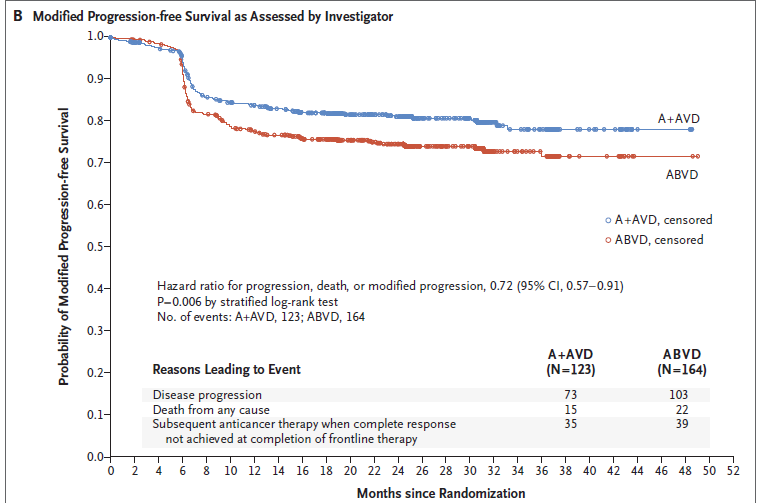 B Modified Progression-free Survival as Assessed by Investigator
Probability of Modified Progression-free Survival
1.0
0.9
0.8
0.7
0.6
0.5
0.4
0.3
0.2
0.1
0.0
A+AVD
ABVD
A+AVD, censored
ABVD, censored
Hazard ratio for progression, death, or modified progression, 0.72 (95% CI, 0.57–0.91)
P=0.006 by stratified log-rank test
No. of events: A+AVD, 123; ABVD, 164
Reasons Leading to Event A+AVD (N=123) ABVD (N=164)
Disease progression 73 103
Death from any cause 15 22
Subsequent anticancer therapy when complete response 35 39
not achieved at completion of frontline therapy
0 2 4 6 8 10 12 14 16 18 20 22 24 26 28 30 32 34 36 38 40 42 44 46 48 50 52
Months since Randomization